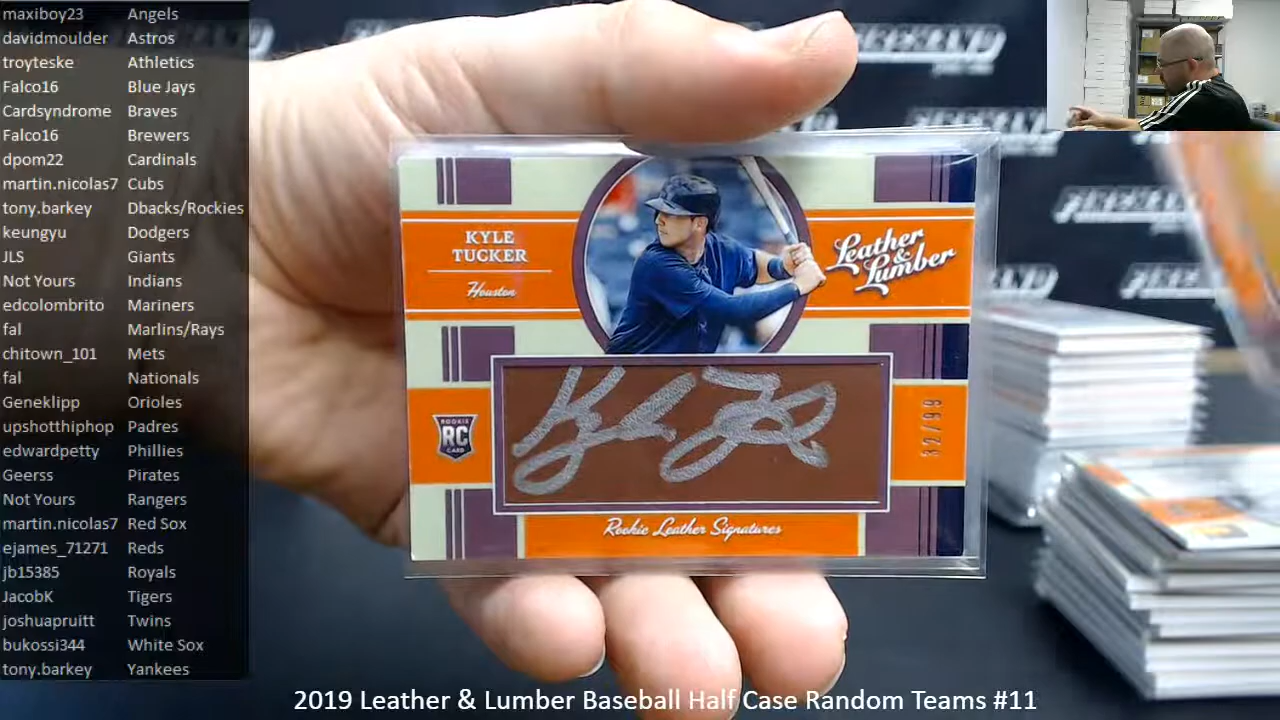 maxiboy23 Angels
davidmoulder Astros
troyteske Athletics
Falco16 Blue Jays
Cardsyndrome Braves
Falco16 Brewers
dpom22 Cardinals
martin.nicolas7 Cubs
tony.barkey Dbacks/Rockies
keungyu Dodgers
JLS Giants
Not Yours Indians
edcolombrito Mariners
fal Marlins/Rays
chitown_101 Mets
fal Nationals
Geneklipp Orioles
upshotthiphop Padres
edwardpetty Phillies
Geerss Pirates
Not Yours Rangers
martin.nicolas7 Red Sox
ejames_71271 Reds
jb15385 Royals
JacobK Tigers
joshuapruitt Twins
bukossi344 White Sox
tony.barkey Yankees
KYLE
TUCKER
Houston
Leather
&
Lumber
ROOKIE
RC
CARD
32/99
Rookie Leather Signatures
2019 Leather & Lumber Baseball Half Case Random Teams #11